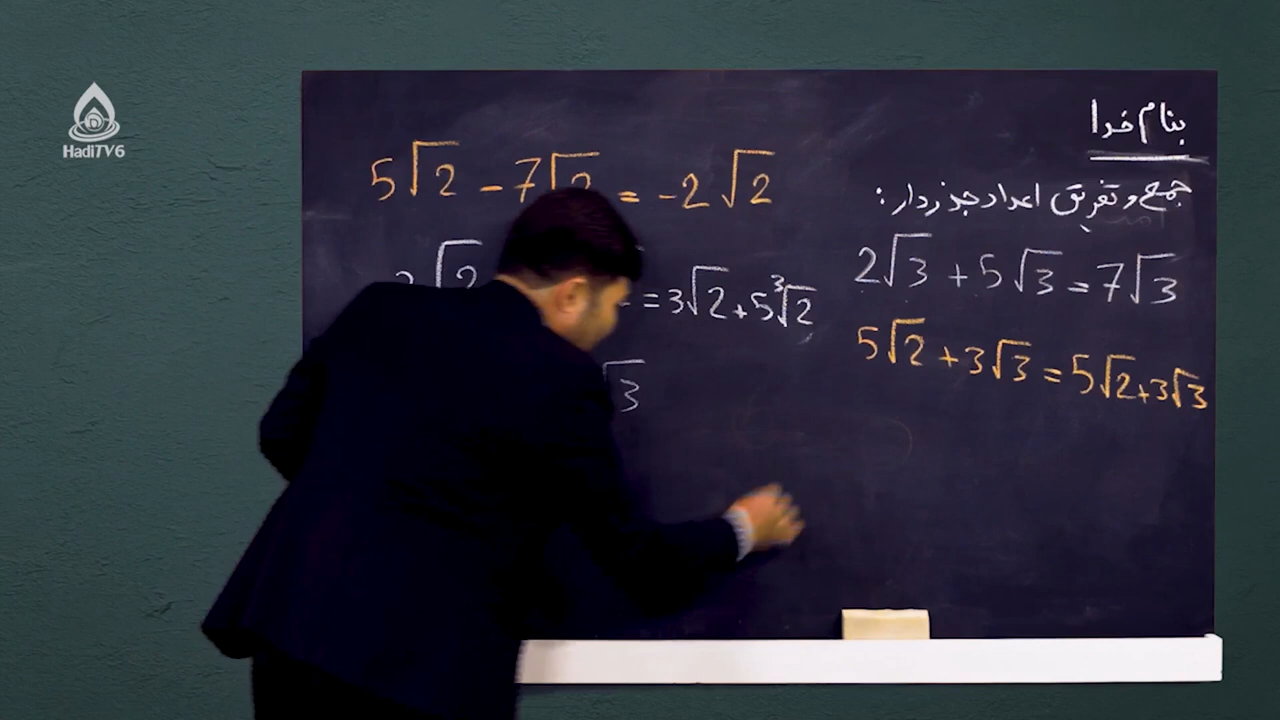 بنام خدا
جمع و تفریق اعداد جذردار :
2√3 + 5√3 = 7√3
5√2 + 3√3 = 5√2 + 3√3
5√2 - 7√2 = -2√2
= 3√2 + 5∛2
√3
HadiTV6